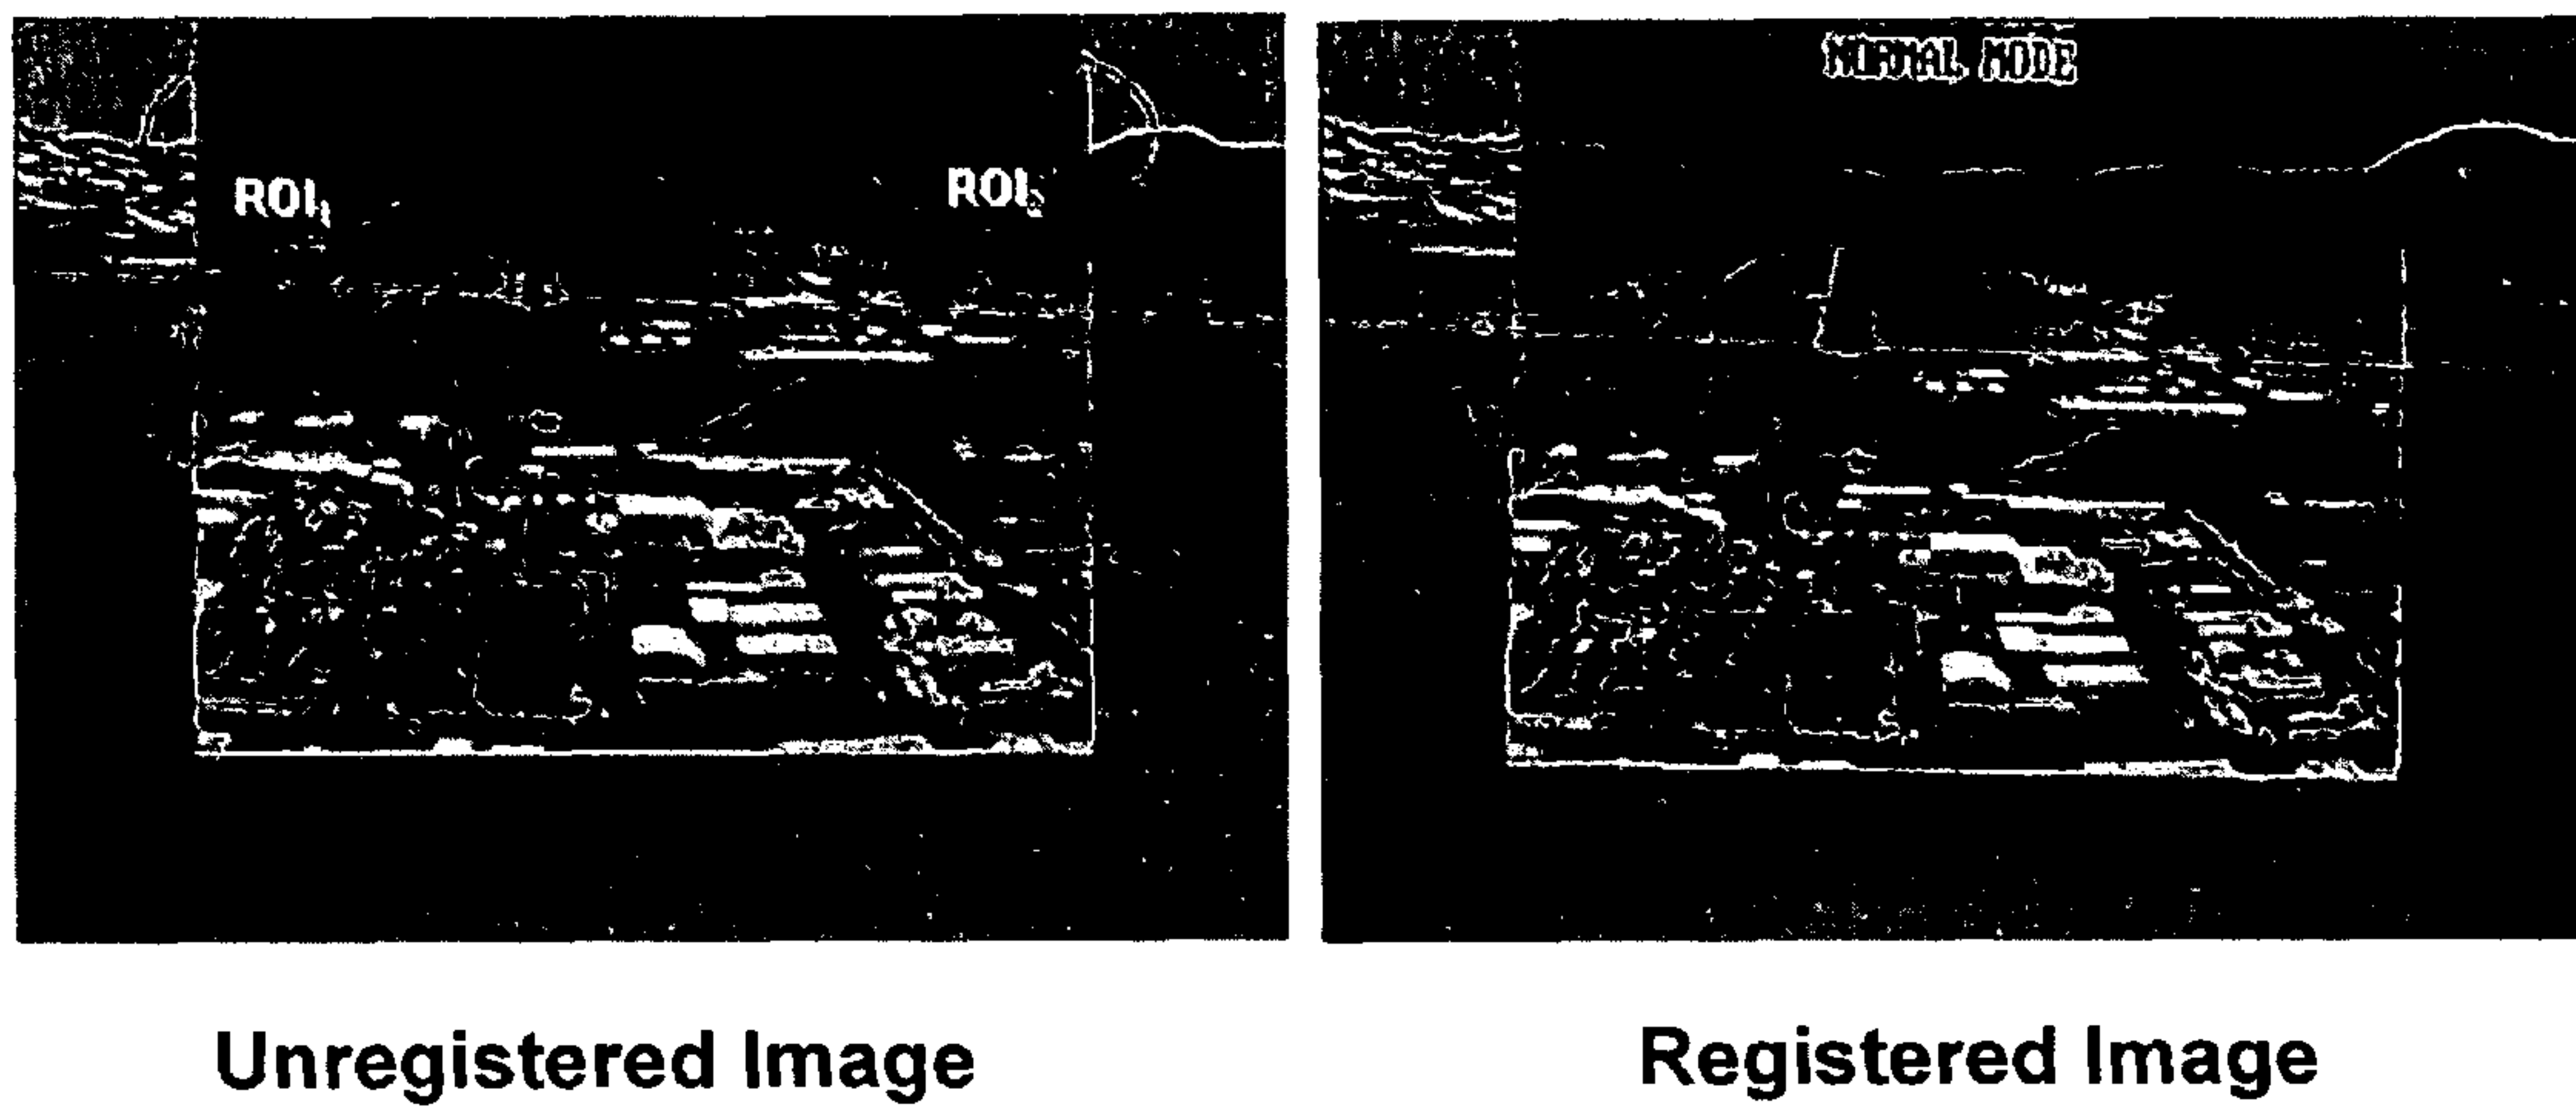 NORMAL MODE
ROI₁ ROI₂
Unregistered Image
Registered Image